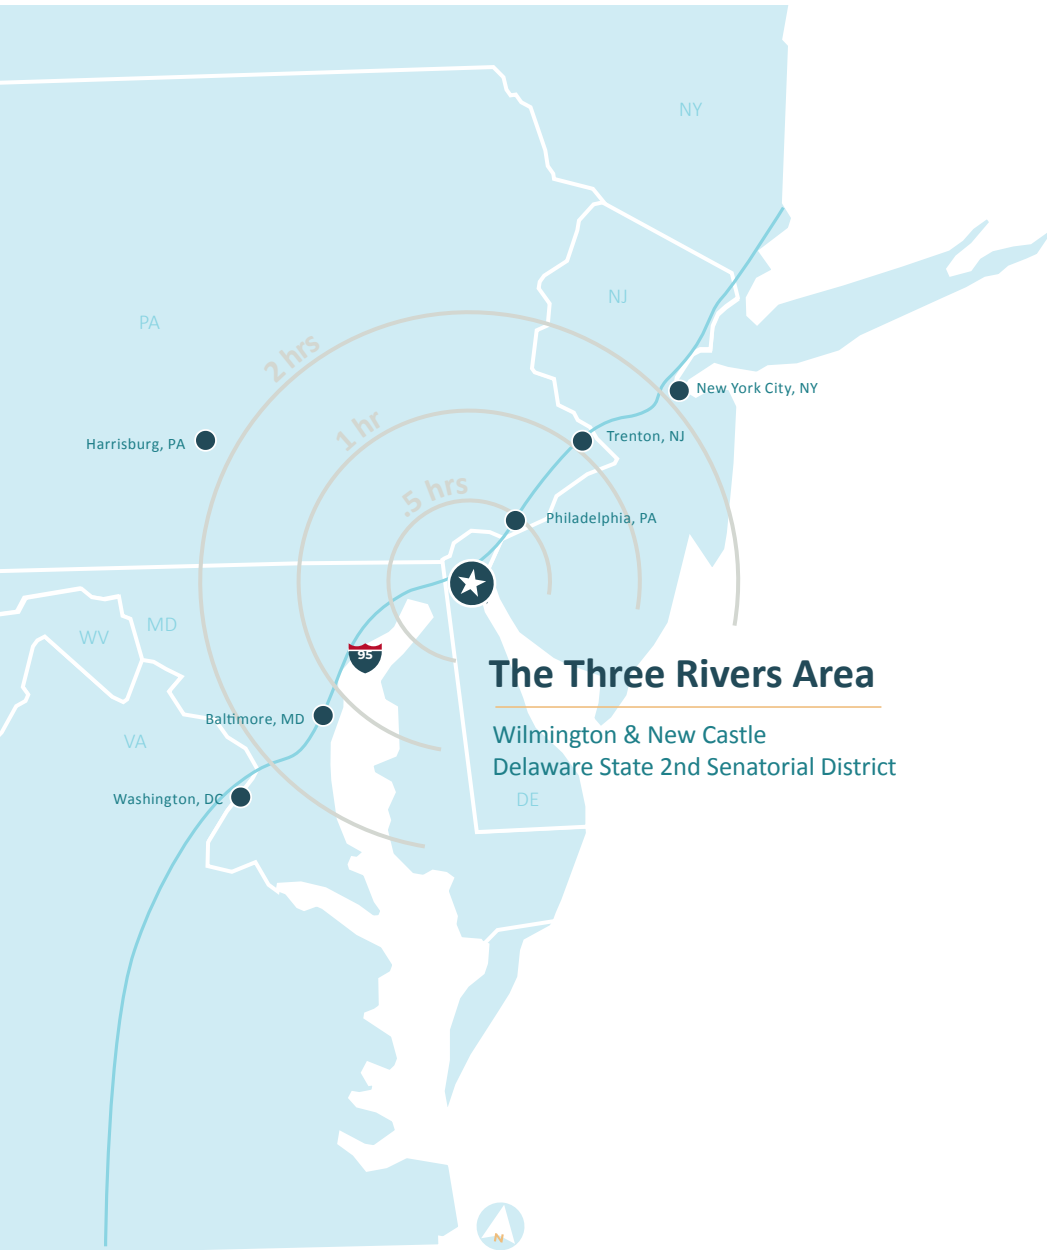 NY
NJ
PA
2 hrs
New York City, NY
1 hr
Trenton, NJ
Harrisburg, PA
.5 hrs
Philadelphia, PA
MD
WV
95
The Three Rivers Area
Baltimore, MD
Wilmington & New Castle
VA
Delaware State 2nd Senatorial District
Washington, DC
DE
N